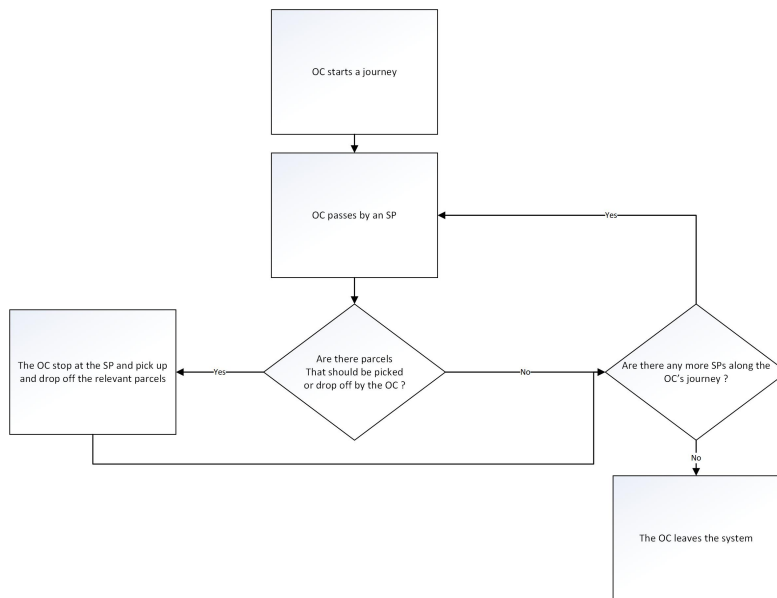 OC starts a journey
OC passes by an SP
Yes
Are there parcels
That should be picked
or drop off by the OC ?
Yes
The OC stop at the SP and pick up
and drop off the relevant parcels
No
Are there any more SPs along the
OC's journey ?
No
The OC leaves the system